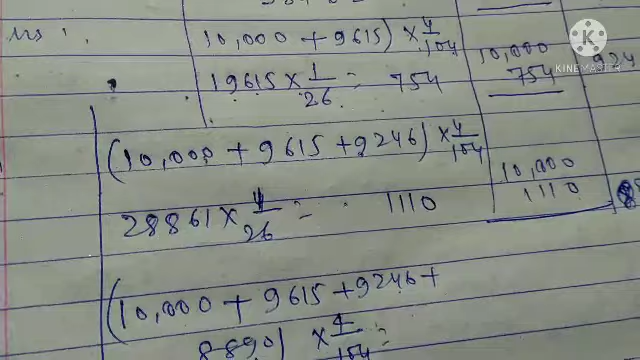 10,000 + 9615) × 4/104
10,000
924
K KINEMASTER
19615 × 1/26 = 754
754
(10,000 + 9615 + 9246) × 4/104
10,000
28861 × 1/26 = 1110
1110
(10,000 + 9615 + 9246 +
8890) × 4/104 =